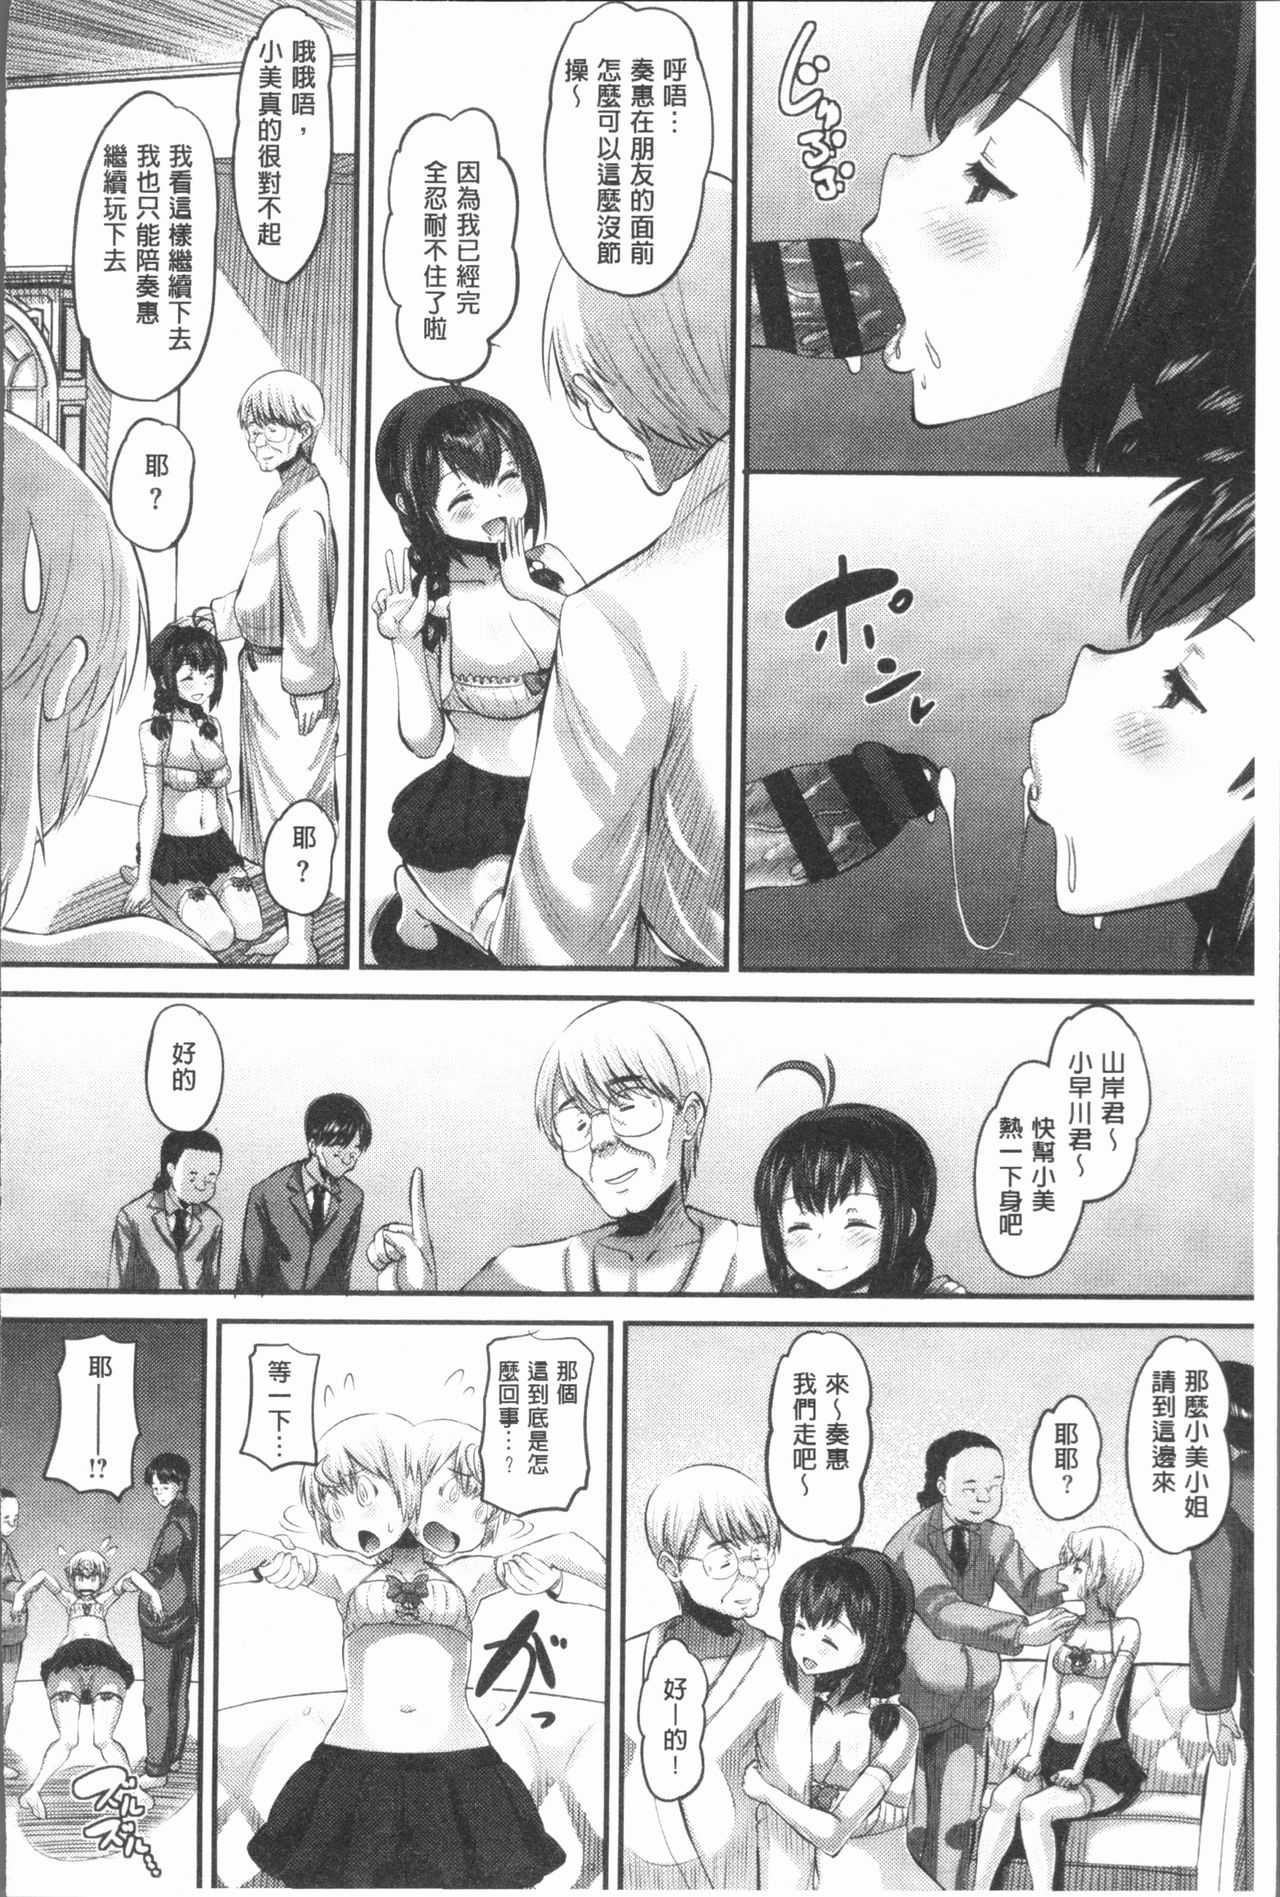 じゅぶぶ
ポンッ
呼唔…
奏惠在朋友的面前
怎麼可以這麼沒節
操～
因為我已經完
全忍耐不住了啦
哦哦唔，
小美真的很對不起
我看這樣繼續下去
我也只能陪奏惠
繼續玩下去
耶？
耶？
山岸君～
小早川君～
快幫小美
熱一下身吧
好的
那麼小美小姐
請到這邊來
耶耶？
來～奏惠
我們走吧～
好－的！
那個
這到底是怎
麼回事…？
等一下…
がっ
耶——!?
ズルズル…